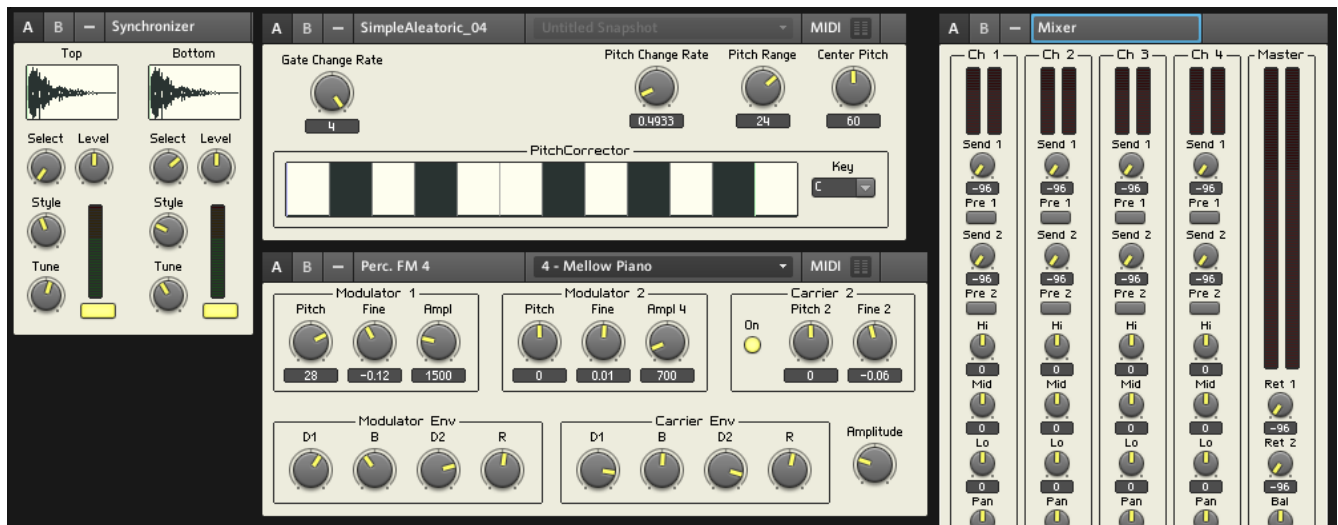 A B – Synchronizer
Top Bottom
Select Level Select Level
Style Style
Tune Tune
A B – SimpleAleatoric_04 Untitled Snapshot MIDI
Gate Change Rate Pitch Change Rate Pitch Range Center Pitch
4 0.4933 24 60
PitchCorrector
Key
C
A B – Perc. FM 4 4 - Mellow Piano MIDI
Modulator 1 Modulator 2 Carrier 2
Pitch Fine Ampl Pitch Fine Ampl 4 On Pitch 2 Fine 2
28 -0.12 1500 0 0.01 700 0 -0.06
Modulator Env Carrier Env
D1 B D2 R D1 B D2 R Amplitude
A B – Mixer
Ch 1 Ch 2 Ch 3 Ch 4 Master
Send 1 Send 1 Send 1 Send 1
-96 -96 -96 -96
Pre 1 Pre 1 Pre 1 Pre 1
Send 2 Send 2 Send 2 Send 2
-96 -96 -96 -96
Pre 2 Pre 2 Pre 2 Pre 2
Hi Hi Hi Hi
0 0 0 0
Mid Mid Mid Mid Ret 1
0 0 0 0 -96
Lo Lo Lo Lo Ret 2
0 0 0 0 -96
Pan Pan Pan Pan Bal